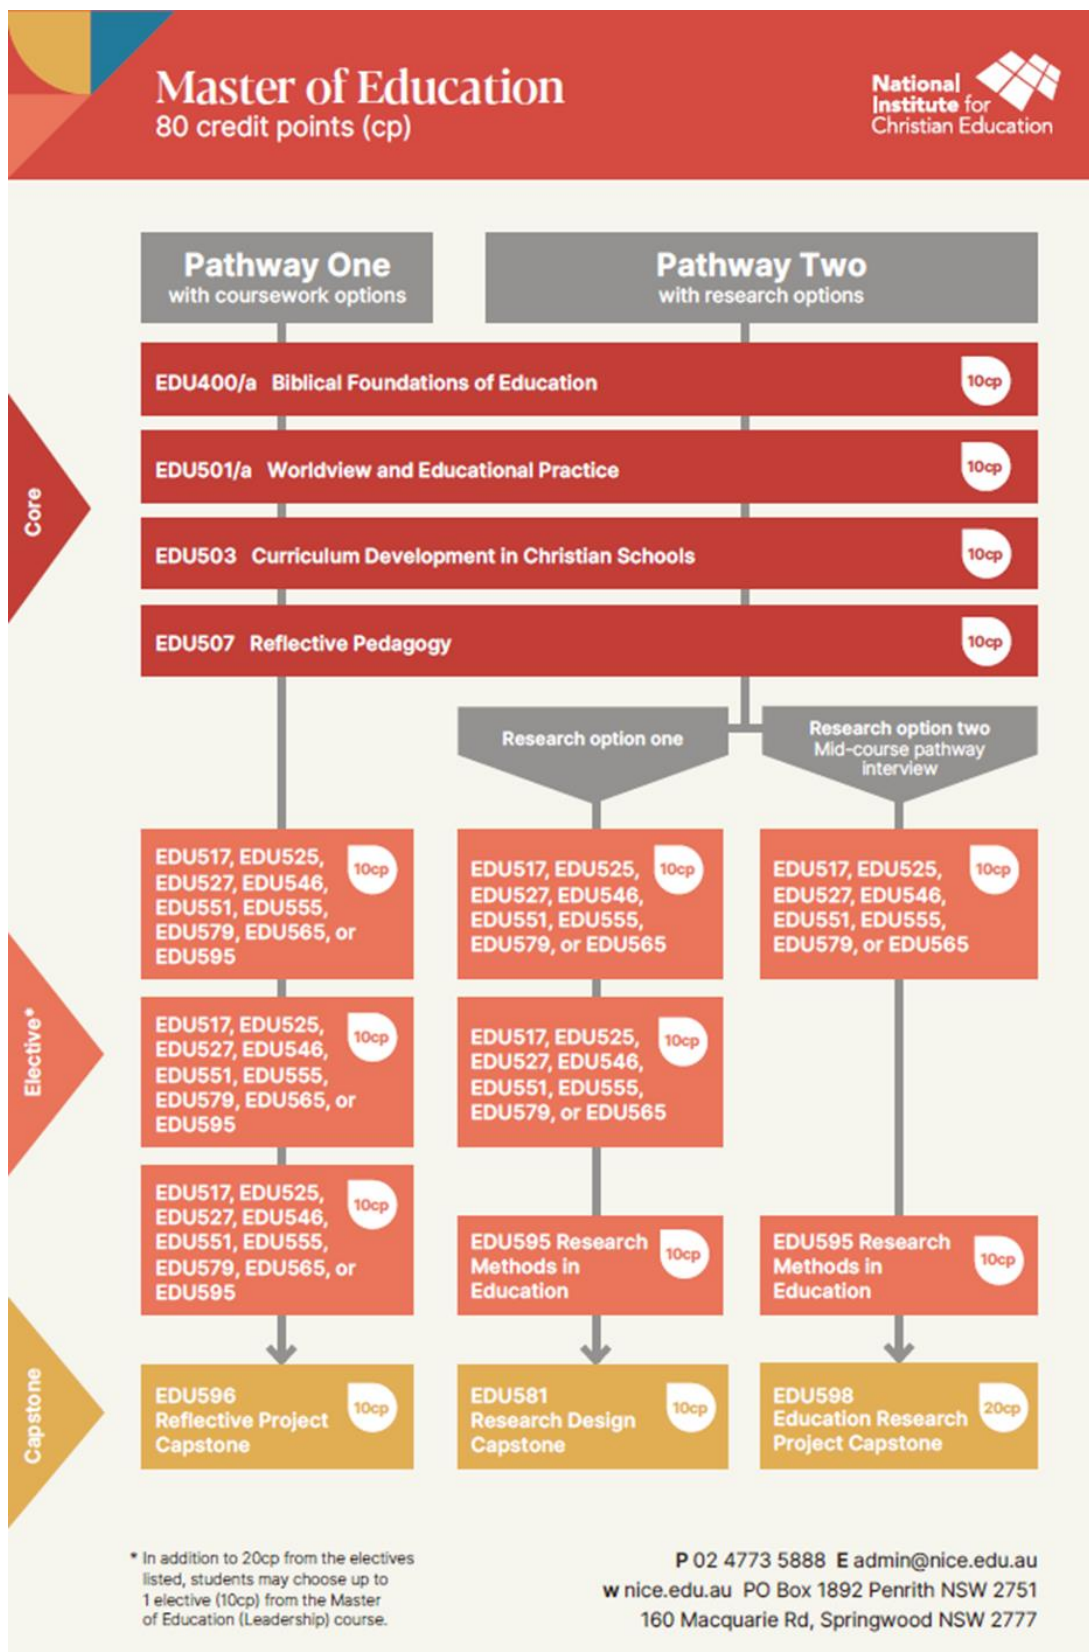 Master of Education
80 credit points (cp)
National
Institute for
Christian Education
Pathway One
with coursework options
Pathway Two
with research options
Core
EDU400/a Biblical Foundations of Education
10cp
EDU501/a Worldview and Educational Practice
10cp
EDU503 Curriculum Development in Christian Schools
10cp
EDU507 Reflective Pedagogy
10cp
Research option one
Research option two
Mid-course pathway
interview
Elective*
EDU517, EDU525,
EDU527, EDU546,
EDU551, EDU555,
EDU579, EDU565, or
EDU595
10cp
EDU517, EDU525,
EDU527, EDU546,
EDU551, EDU555,
EDU579, or EDU565
10cp
EDU517, EDU525,
EDU527, EDU546,
EDU551, EDU555,
EDU579, or EDU565
10cp
EDU517, EDU525,
EDU527, EDU546,
EDU551, EDU555,
EDU579, EDU565, or
EDU595
10cp
EDU517, EDU525,
EDU527, EDU546,
EDU551, EDU555,
EDU579, or EDU565
10cp
EDU517, EDU525,
EDU527, EDU546,
EDU551, EDU555,
EDU579, EDU565, or
EDU595
10cp
EDU595 Research
Methods in
Education
10cp
EDU595 Research
Methods in
Education
10cp
Capstone
EDU596
Reflective Project
Capstone
10cp
EDU581
Research Design
Capstone
10cp
EDU598
Education Research
Project Capstone
20cp
* In addition to 20cp from the electives
listed, students may choose up to
1 elective (10cp) from the Master
of Education (Leadership) course.
P 02 4773 5888 E admin@nice.edu.au
w nice.edu.au PO Box 1892 Penrith NSW 2751
160 Macquarie Rd, Springwood NSW 2777